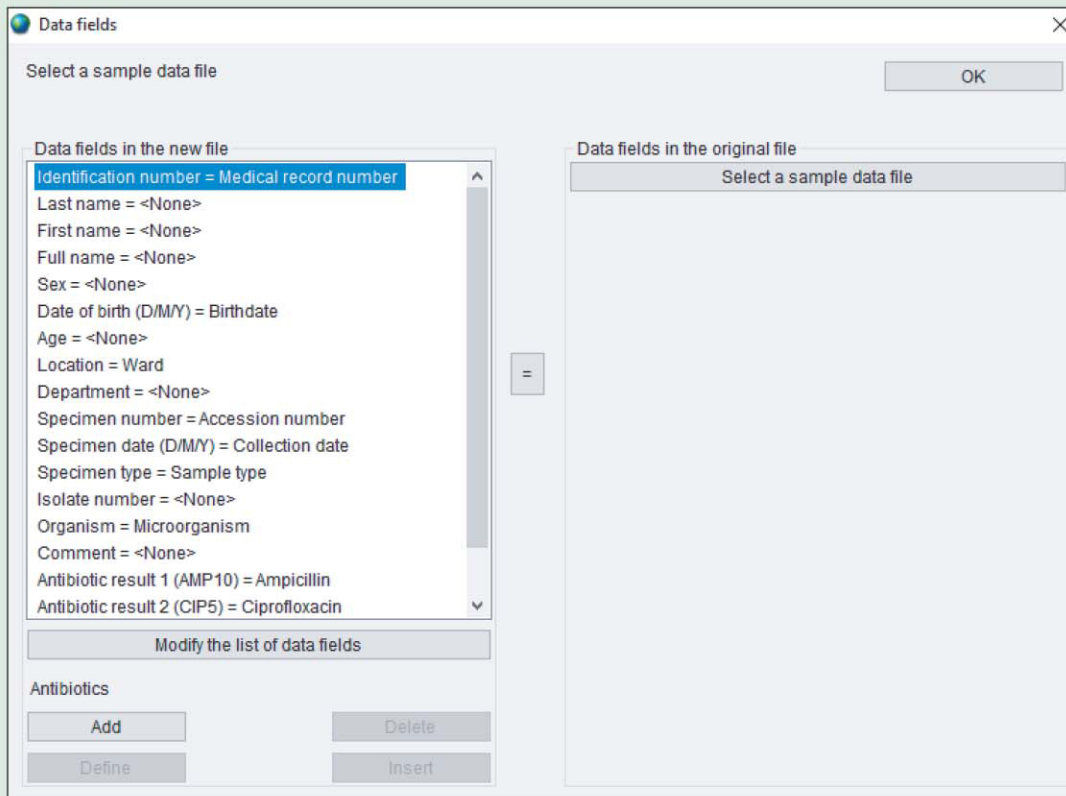 Data fields
Select a sample data file
OK
Data fields in the new file
Identification number = Medical record number
Last name = <None>
First name = <None>
Full name = <None>
Sex = <None>
Date of birth (D/M/Y) = Birthdate
Age = <None>
Location = Ward
Department = <None>
Specimen number = Accession number
Specimen date (D/M/Y) = Collection date
Specimen type = Sample type
Isolate number = <None>
Organism = Microorganism
Comment = <None>
Antibiotic result 1 (AMP10) = Ampicillin
Antibiotic result 2 (CIP5) = Ciprofloxacin
Modify the list of data fields
Antibiotics
Add
Delete
Define
Insert
=
Data fields in the original file
Select a sample data file